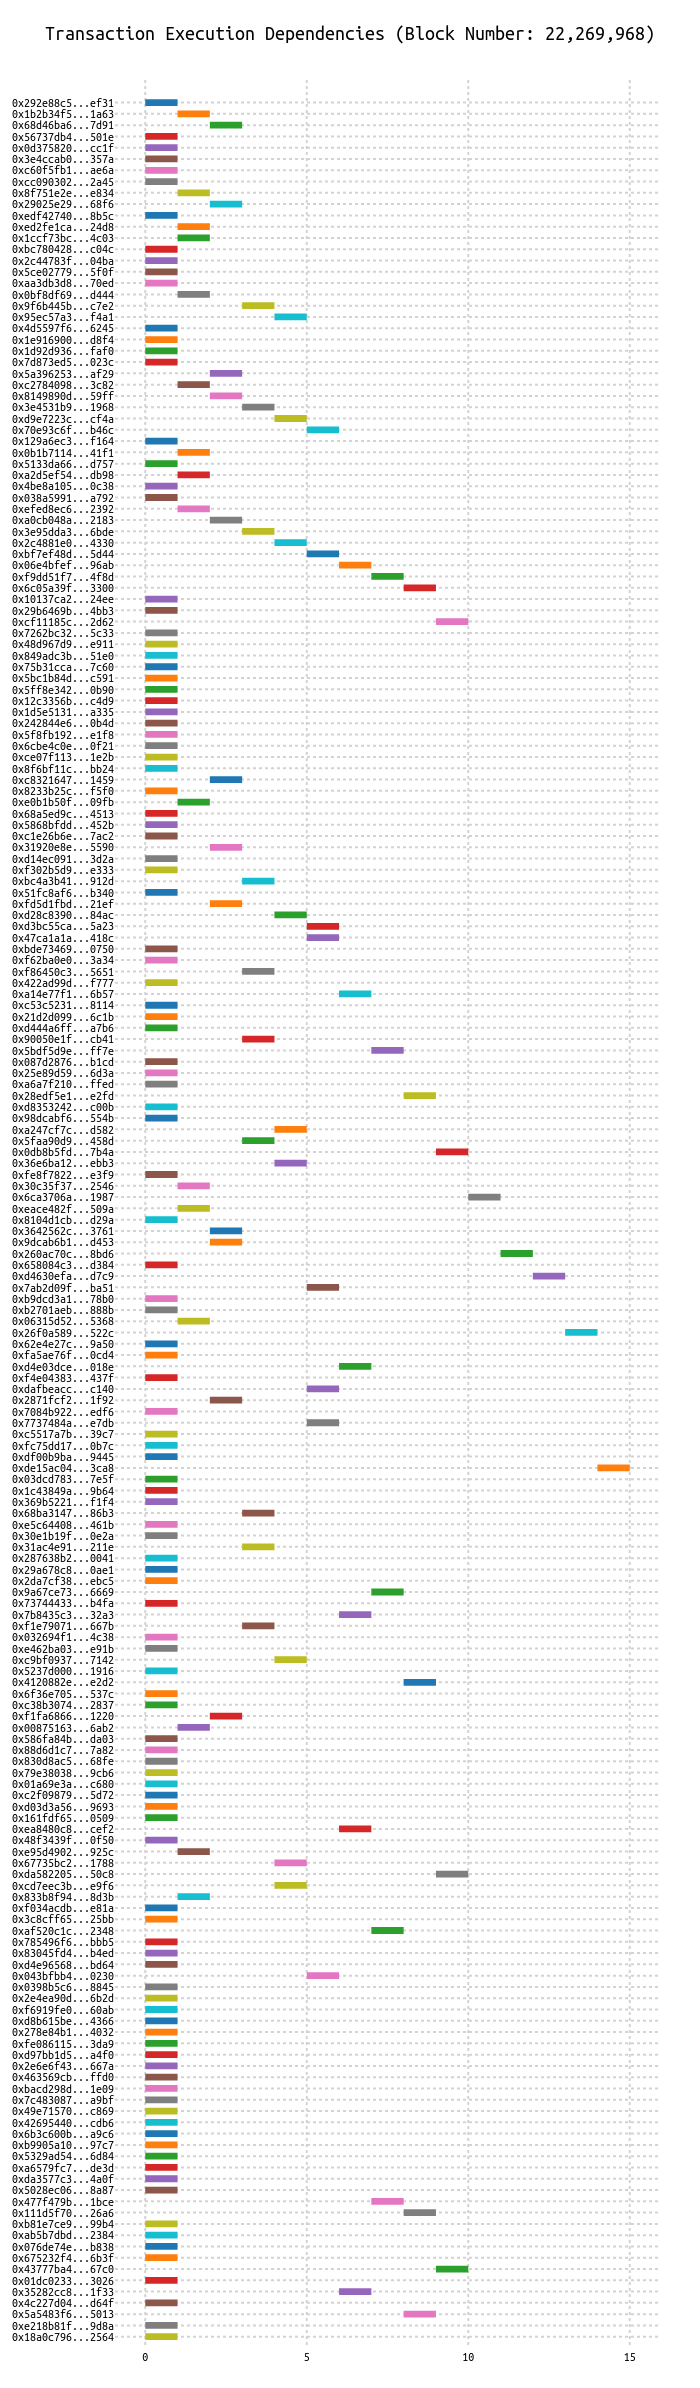 Transaction Execution Dependencies (Block Number: 22,269,968)
0x292e88c5...ef31
0x1b2b34f5...1a63
0x68d46ba6...7d91
0x56737db4...501e
0x0d375820...cc1f
0x3e4ccab0...357a
0xc60f5fb1...ae6a
0xcc090302...2a45
0x8f751e2e...e834
0x29025e29...68f6
0xedf42740...8b5c
0xed2fe1ca...24d8
0x1ccf73bc...4c03
0xbc780428...c04c
0x2c44783f...04ba
0x5ce02779...5f0f
0xaa3db3d8...70ed
0x0bf8df69...d444
0x9f6b445b...c7e2
0x95ec57a3...f4a1
0x4d5597f6...6245
0x1e916900...d8f4
0x1d92d936...faf0
0x7d873ed5...023c
0x5a396253...af29
0xc2784098...3c82
0x8149890d...59ff
0x3e4531b9...1968
0xd9e7223c...cf4a
0x70e93c6f...b46c
0x129a6ec3...f164
0x0b1b7114...41f1
0x5133da66...d757
0xa2d5ef54...db98
0x4be8a105...0c38
0x038a5991...a792
0xefed8ec6...2392
0xa0cb048a...2183
0x3e95dda3...6bde
0x2c4881e0...4330
0xbf7ef48d...5d44
0x06e4bfef...96ab
0xf9dd51f7...4f8d
0x6c05a39f...3300
0x10137ca2...24ee
0x29b6469b...4bb3
0xcf11185c...2d62
0x7262bc32...5c33
0x48d967d9...e911
0x849adc3b...51e0
0x75b31cca...7c60
0x5bc1b84d...c591
0x5ff8e342...0b90
0x12c3356b...c4d9
0x1d5e5131...a335
0x242844e6...0b4d
0x5f8fb192...e1f8
0x6cbe4c0e...0f21
0xce07f113...1e2b
0x8f6bf11c...bb24
0xc8321647...1459
0x8233b25c...f5f0
0xe0b1b50f...09fb
0x68a5ed9c...4513
0x5868bfdd...452b
0xc1e26b6e...7ac2
0x31920e8e...5590
0xd14ec091...3d2a
0xf302b5d9...e333
0xbc4a3b41...912d
0x51fc8af6...b340
0xfd5d1fbd...21ef
0xd28c8390...84ac
0xd3bc55ca...5a23
0x47ca1a1a...418c
0xbde73469...0750
0xf62ba0e0...3a34
0xf86450c3...5651
0x422ad99d...f777
0xa14e77f1...6b57
0xc53c5231...8114
0x21d2d099...6c1b
0xd444a6ff...a7b6
0x90050e1f...cb41
0x5bdf5d9e...ff7e
0x087d2876...b1cd
0x25e89d59...6d3a
0xa6a7f210...ffed
0x28edf5e1...e2fd
0xd8353242...c00b
0x98dcabf6...554b
0xa247cf7c...d582
0x5faa90d9...458d
0x0db8b5fd...7b4a
0x36e6ba12...ebb3
0xfe8f7822...e3f9
0x30c35f37...2546
0x6ca3706a...1987
0xeace482f...509a
0x8104d1cb...d29a
0x3642562c...3761
0x9dcab6b1...d453
0x260ac70c...8bd6
0x658084c3...d384
0xd4630efa...d7c9
0x7ab2d09f...ba51
0xb9dcd3a1...78b0
0xb2701aeb...888b
0x06315d52...5368
0x26f0a589...522c
0x62e4e27c...9a50
0xfa5ae76f...0cd4
0xd4e03dce...018e
0xf4e04383...437f
0xdafbeacc...c140
0x2871fcf2...1f92
0x7084b922...edf6
0x7737484a...e7db
0xc5517a7b...39c7
0xfc75dd17...0b7c
0xdf00b9ba...9445
0xde15ac04...3ca8
0x03dcd783...7e5f
0x1c43849a...9b64
0x369b5221...f1f4
0x68ba3147...86b3
0xe5c64408...461b
0x30e1b19f...0e2a
0x31ac4e91...211e
0x287638b2...0041
0x29a678c8...0ae1
0x2da7cf38...ebc5
0x9a67ce73...6669
0x73744433...b4fa
0x7b8435c3...32a3
0xf1e79071...667b
0x032694f1...4c38
0xe462ba03...e91b
0xc9bf0937...7142
0x5237d000...1916
0x4120882e...e2d2
0x6f36e705...537c
0xc38b3074...2837
0xf1fa6866...1220
0x00875163...6ab2
0x586fa84b...da03
0x88d6d1c7...7a82
0x830d8ac5...68fe
0x79e38038...9cb6
0x01a69e3a...c680
0xc2f09879...5d72
0xd03d3a56...9693
0x161fdf65...0509
0xea8480c8...cef2
0x48f3439f...0f50
0xe95d4902...925c
0x67735bc2...1788
0xda582205...50c8
0xcd7eec3b...e9f6
0x833b8f94...8d3b
0xf034acdb...e81a
0x3c8cff65...25bb
0xaf520c1c...2348
0x785496f6...bbb5
0x83045fd4...b4ed
0xd4e96568...bd64
0x043bfbb4...0230
0x0398b5c6...8845
0x2e4ea90d...6b2d
0xf6919fe0...60ab
0xd8b615be...4366
0x278e84b1...4032
0xfe086115...3da9
0xd97bb1d5...a4f0
0x2e6e6f43...667a
0x463569cb...ffd0
0xbacd298d...1e09
0x7c483087...a9bf
0x49e71570...c869
0x42695440...cdb6
0x6b3c600b...a9c6
0xb9905a10...97c7
0x5329ad54...6d84
0xa6579fc7...de3d
0xda3577c3...4a0f
0x5028ec06...8a87
0x477f479b...1bce
0x111d5f70...26a6
0xb81e7ce9...99b4
0xab5b7dbd...2384
0x076de74e...b838
0x675232f4...6b3f
0x43777ba4...67c0
0x01dc0233...3026
0x35282cc8...1f33
0x4c227d04...d64f
0x5a5483f6...5013
0xe218b81f...9d8a
0x18a0c796...2564
0 5 10 15